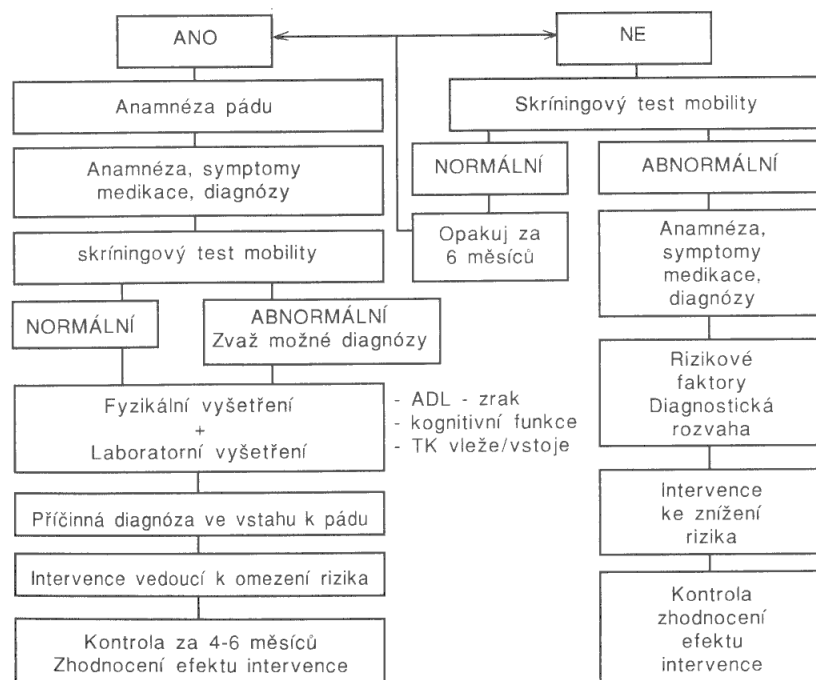 ANO
NE
Anamnéza pádu
Anamnéza, symptomy
medikace, diagnózy
skríningový test mobility
NORMÁLNÍ
ABNORMÁLNÍ
Zvaž možné diagnózy
Fyzikální vyšetření
+
Laboratorní vyšetření
- ADL - zrak
- kognitivní funkce
- TK vleže/vstoje
Příčinná diagnóza ve vstahu k pádu
Intervence vedoucí k omezení rizika
Kontrola za 4-6 měsíců
Zhodnocení efektu intervence
Skríningový test mobility
NORMÁLNÍ
Opakuj za
6 měsíců
ABNORMÁLNÍ
Anamnéza,
symptomy
medikace,
diagnózy
Rizikové
faktory
Diagnostická
rozvaha
Intervence
ke znížení
rizika
Kontrola
zhodnocení
efektu
intervence